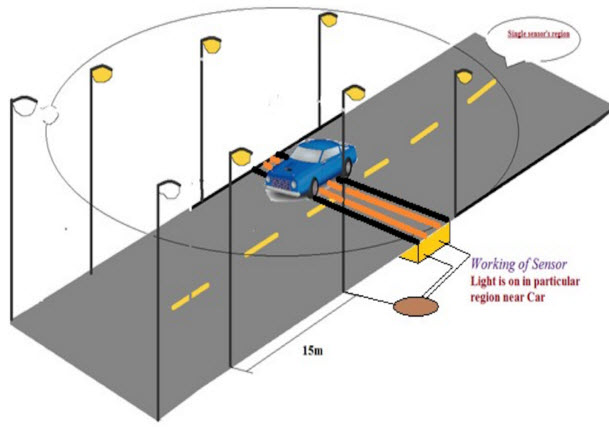 Single sensor's region
Working of Sensor
Light is on in particular
region near Car
15m